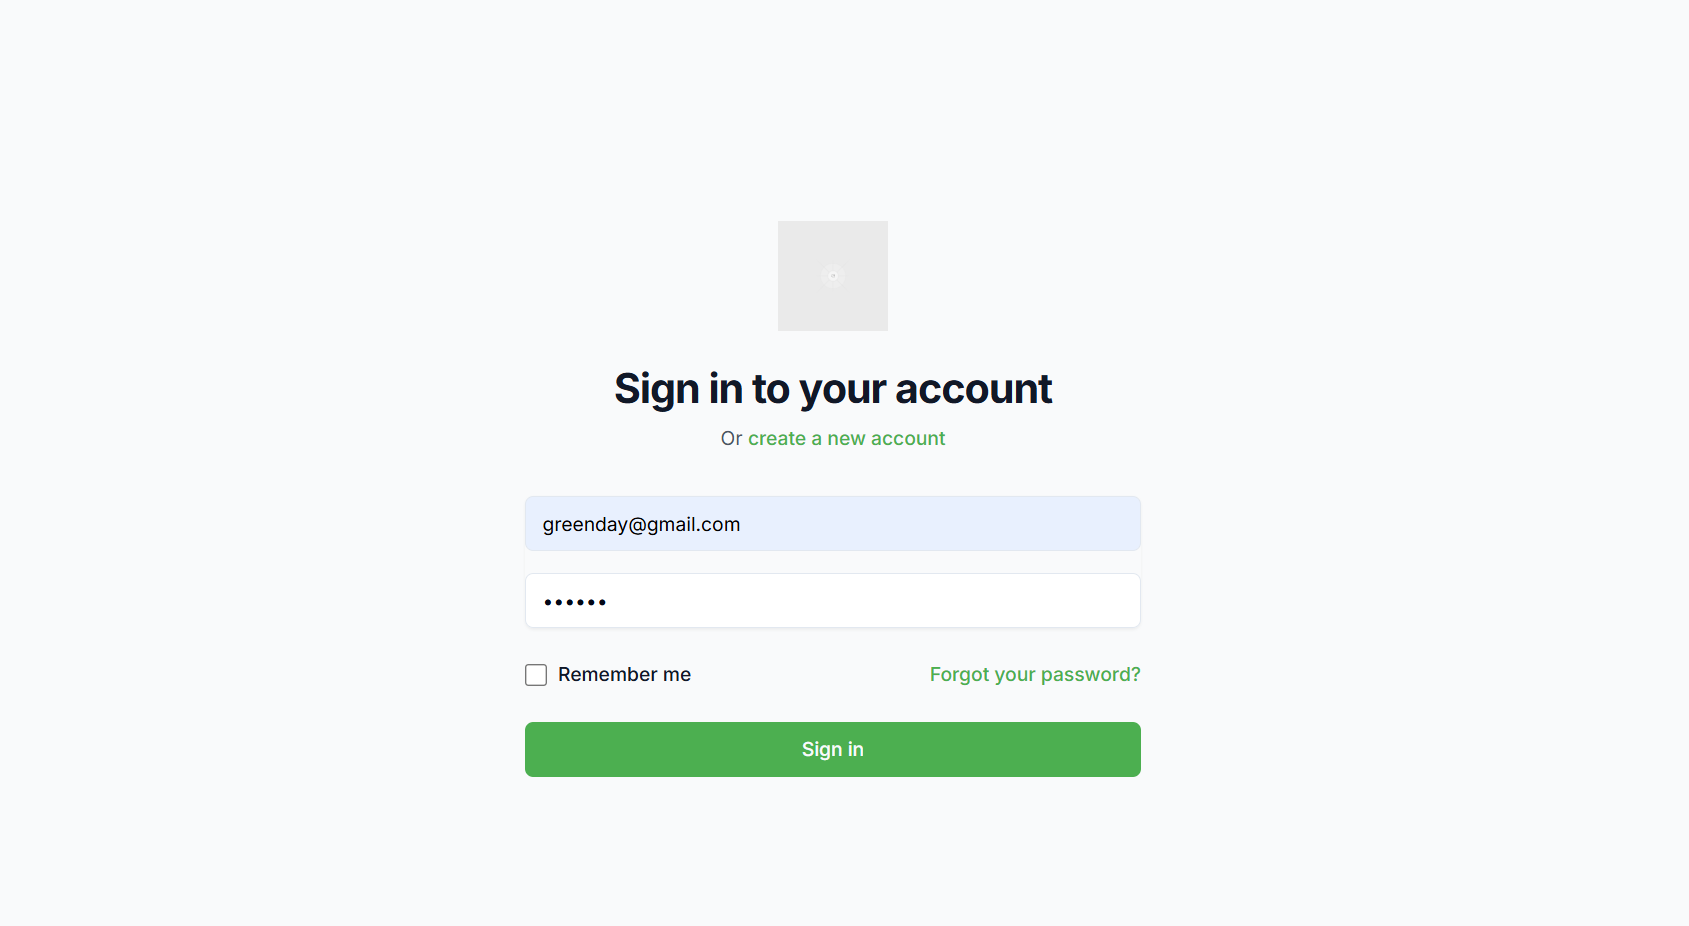 Sign in to your account
Or create a new account
greenday@gmail.com
••••••
Remember me
Forgot your password?
Sign in